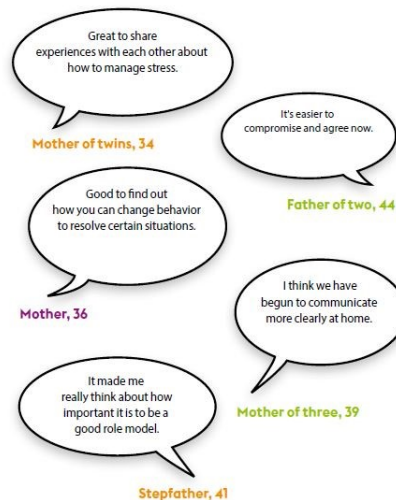 Great to share
experiences with each other about
how to manage stress.
Mother of twins, 34
It's easier to
compromise and agree now.
Father of two, 44
Good to find out
how you can change behavior
to resolve certain situations.
Mother, 36
I think we have
begun to communicate
more clearly at home.
Mother of three, 39
It made me
really think about how
important it is to be a
good role model.
Stepfather, 41